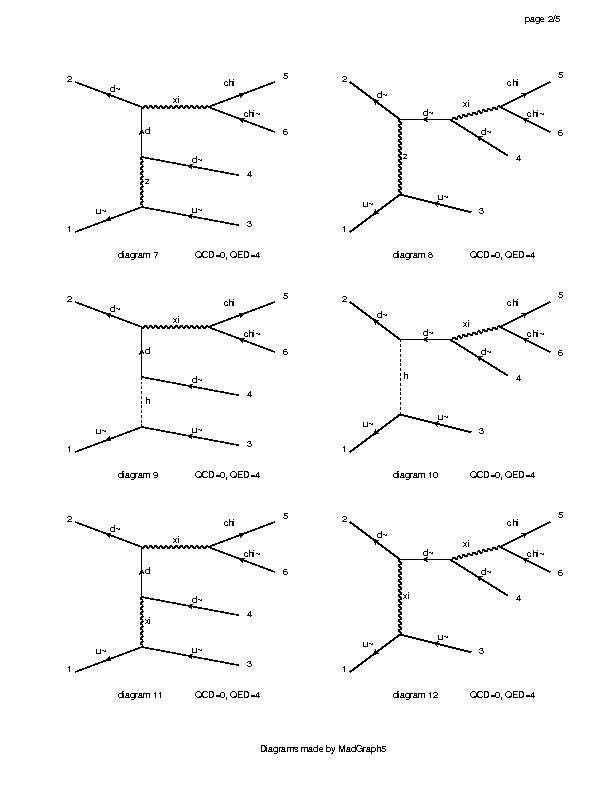 page 2/5
2 d~ xi chi 5
chi~ 6
d
d~ 4
z
u~ u~ 3
1
diagram 7 QCD=0, QED=4
2 d~ chi 5
xi
d~ chi~ 6
d~ 4
z
u~ u~ 3
1
diagram 8 QCD=0, QED=4
2 d~ xi chi 5
chi~ 6
d
d~ 4
h
u~ u~ 3
1
diagram 9 QCD=0, QED=4
2 d~ chi 5
xi
d~ chi~ 6
d~ 4
h
u~ u~ 3
1
diagram 10 QCD=0, QED=4
2 d~ xi chi 5
chi~ 6
d
d~ 4
xi
u~ u~ 3
1
diagram 11 QCD=0, QED=4
2 d~ chi 5
xi
d~ chi~ 6
d~ 4
xi
u~ u~ 3
1
diagram 12 QCD=0, QED=4
Diagrams made by MadGraph5